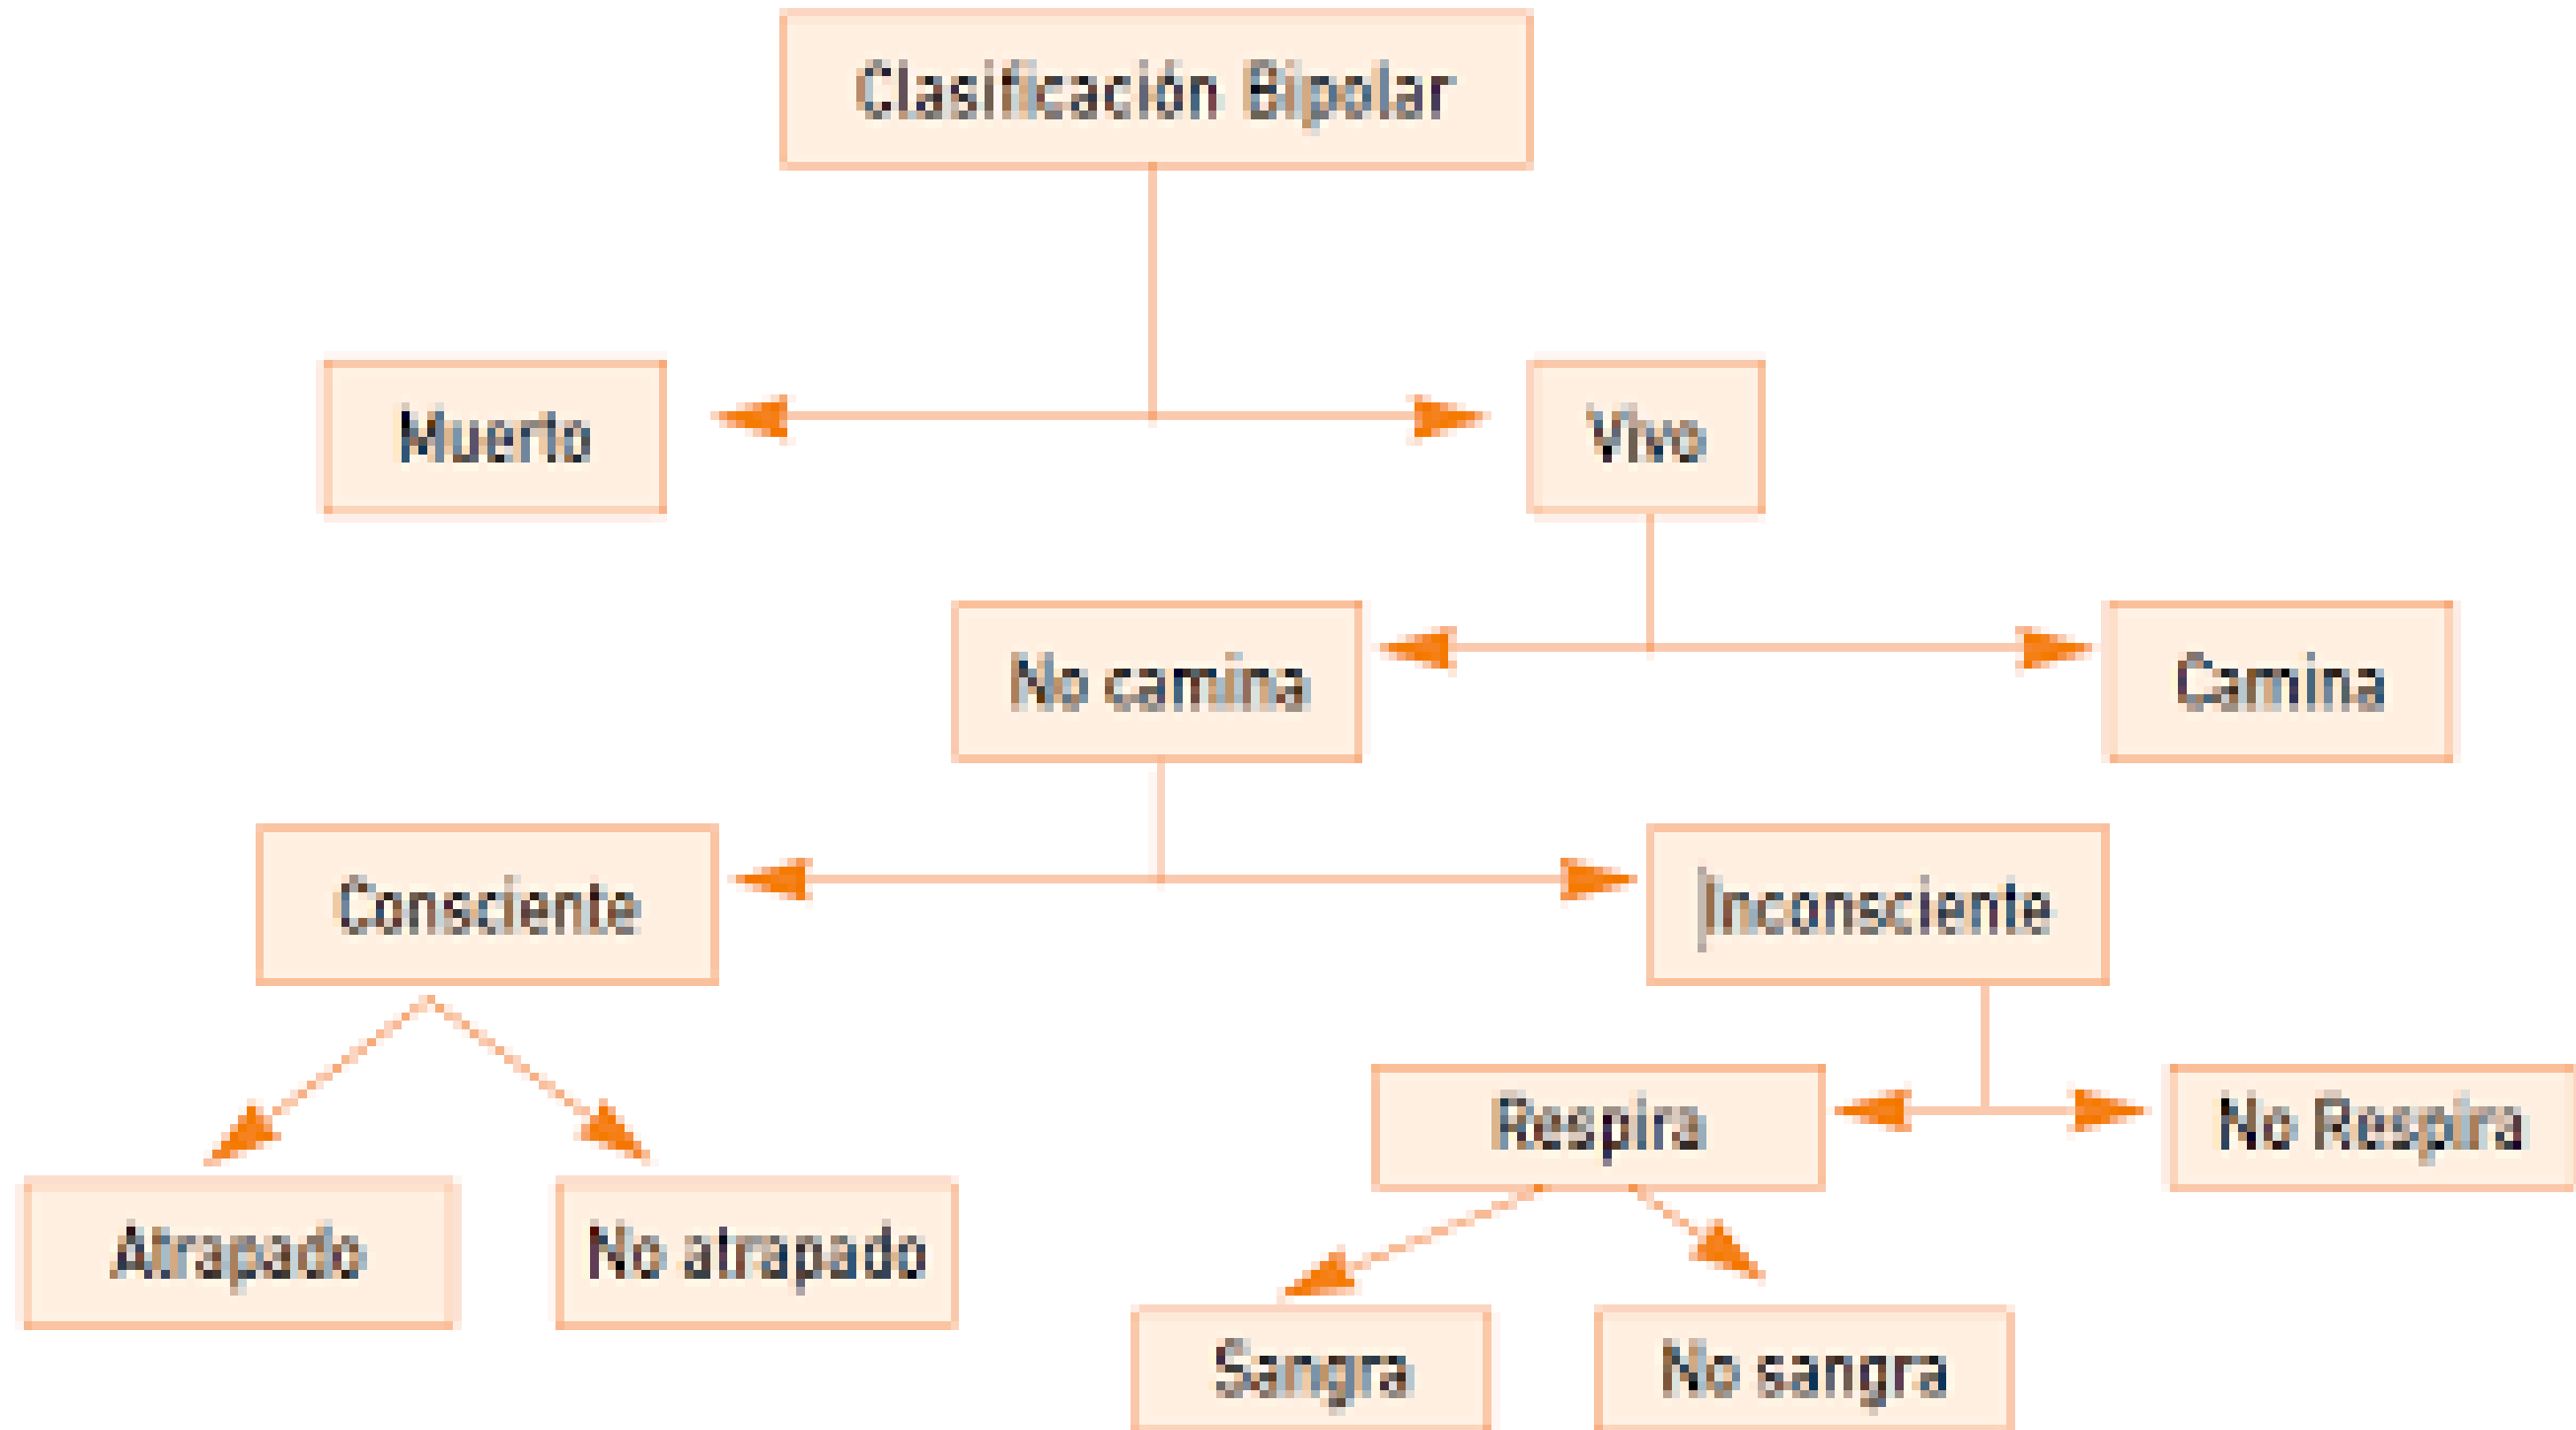 Clasificación Bipolar
Muerto
Vivo
No camina
Camina
Consciente
Inconsciente
Respira
No Respira
Atrapado
No atrapado
Sangra
No sangra